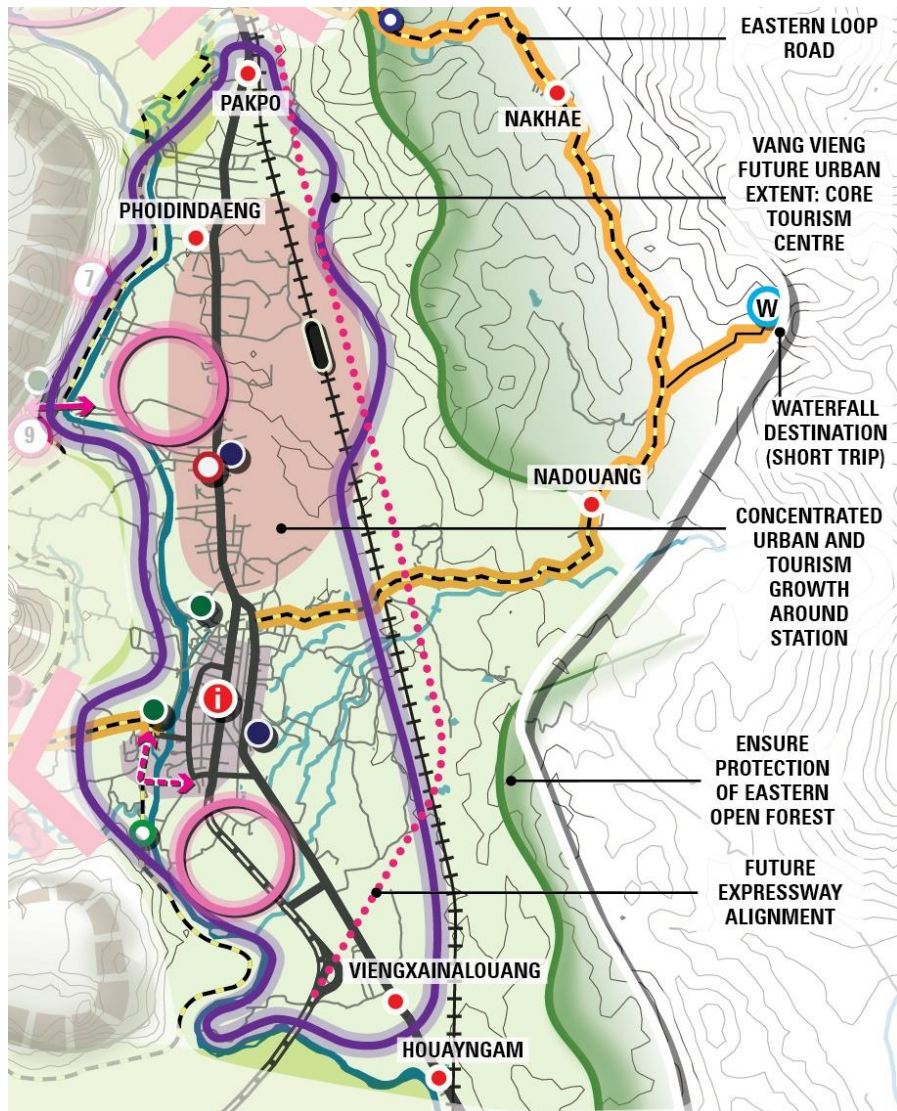 EASTERN LOOP
ROAD
PAKPO
NAKHAE
VANG VIENG
FUTURE URBAN
EXTENT: CORE
TOURISM
CENTRE
PHOIDINDAENG
7
W
9
WATERFALL
DESTINATION
(SHORT TRIP)
NADOUANG
CONCENTRATED
URBAN AND
TOURISM
GROWTH
AROUND
STATION
i
ENSURE
PROTECTION
OF EASTERN
OPEN FOREST
FUTURE
EXPRESSWAY
ALIGNMENT
VIENGXAINALOUANG
HOUAYNGAM